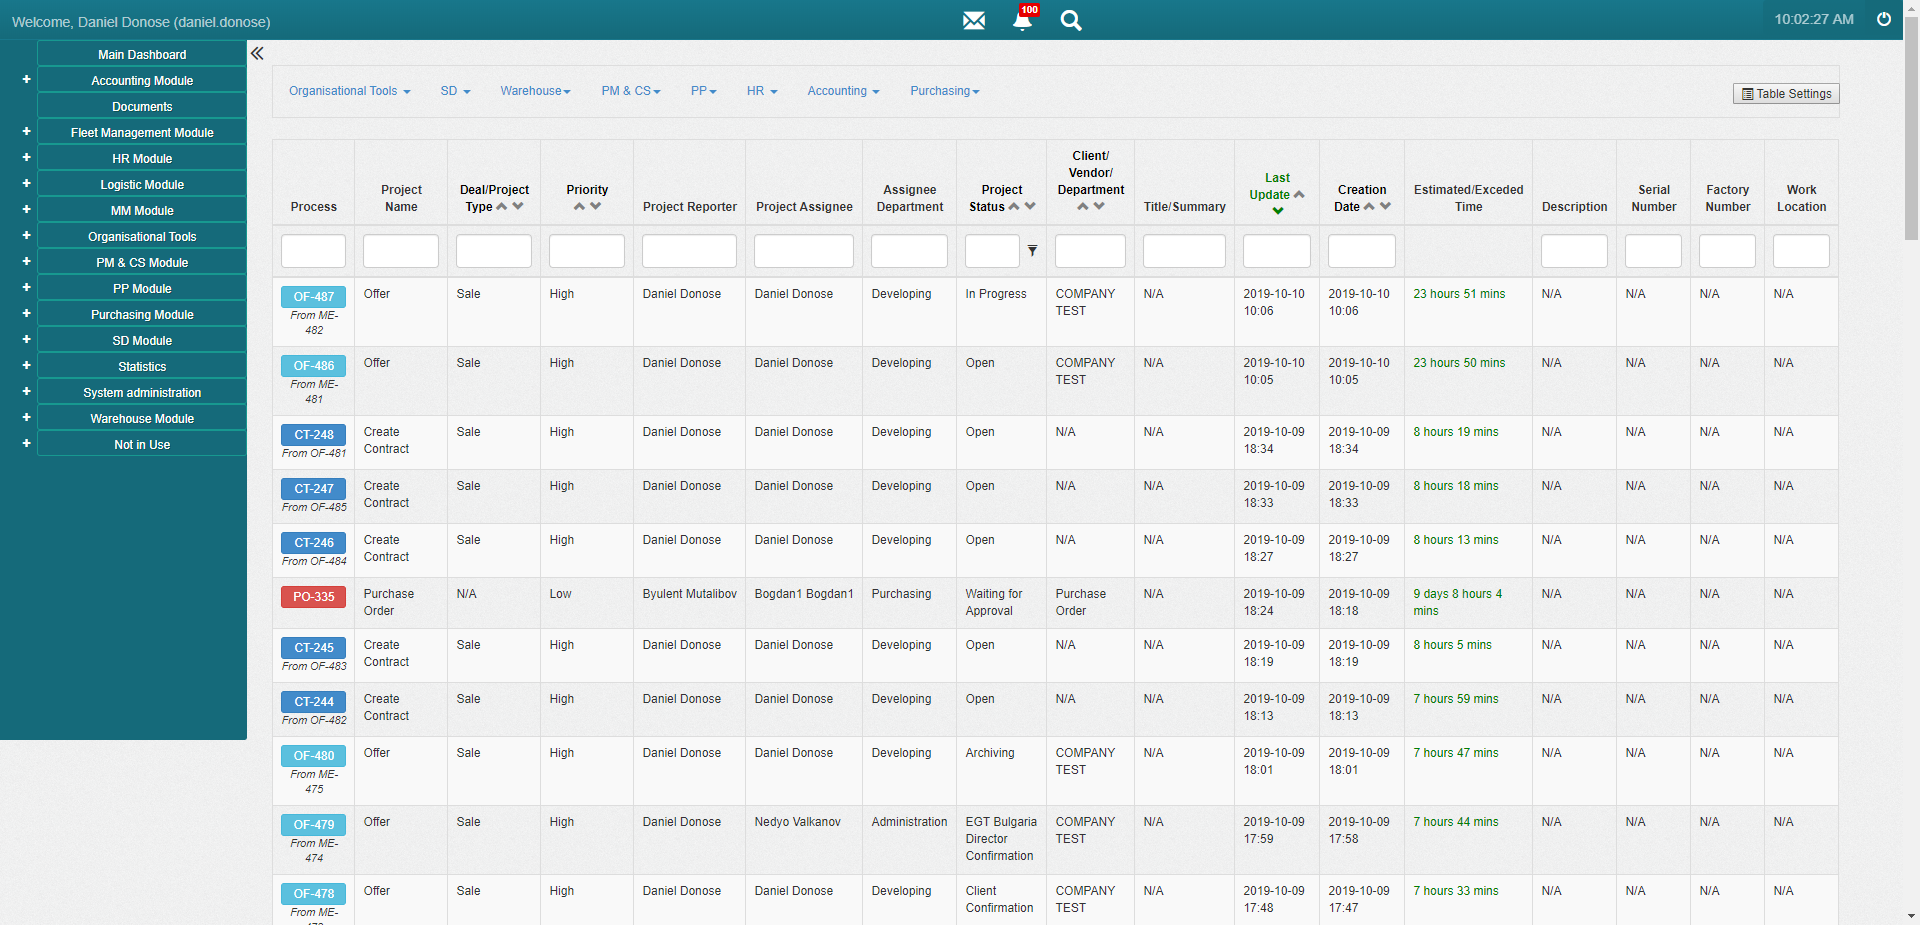 Welcome, Daniel Donose (daniel.donose)
100
10:02:27 AM
Main Dashboard
+ Accounting Module
Documents
+ Fleet Management Module
+ HR Module
+ Logistic Module
+ MM Module
+ Organisational Tools
+ PM & CS Module
+ PP Module
+ Purchasing Module
+ SD Module
+ Statistics
+ System administration
+ Warehouse Module
+ Not in Use
Organisational Tools SD Warehouse PM & CS PP HR Accounting Purchasing
Table Settings
Process
Project
Name
Deal/Project
Type
Priority
Project Reporter
Project Assignee
Assignee
Department
Project
Status
Client/
Vendor/
Department
Title/Summary
Last
Update
Creation
Date
Estimated/Exceded
Time
Description
Serial
Number
Factory
Number
Work
Location
OF-487 Offer Sale High Daniel Donose Daniel Donose Developing In Progress COMPANY N/A 2019-10-10 2019-10-10 23 hours 51 mins N/A N/A N/A N/A
From ME- TEST 10:06 10:06
482
OF-486 Offer Sale High Daniel Donose Daniel Donose Developing Open COMPANY N/A 2019-10-10 2019-10-10 23 hours 50 mins N/A N/A N/A N/A
From ME- TEST 10:05 10:05
481
CT-248 Create Sale High Daniel Donose Daniel Donose Developing Open N/A N/A 2019-10-09 2019-10-09 8 hours 19 mins N/A N/A N/A N/A
From OF-481 Contract 18:34 18:34
CT-247 Create Sale High Daniel Donose Daniel Donose Developing Open N/A N/A 2019-10-09 2019-10-09 8 hours 18 mins N/A N/A N/A N/A
From OF-485 Contract 18:33 18:33
CT-246 Create Sale High Daniel Donose Daniel Donose Developing Open N/A N/A 2019-10-09 2019-10-09 8 hours 13 mins N/A N/A N/A N/A
From OF-484 Contract 18:27 18:27
PO-335 Purchase N/A Low Byulent Mutalibov Bogdan1 Bogdan1 Purchasing Waiting for Purchase N/A 2019-10-09 2019-10-09 9 days 8 hours 4 N/A N/A N/A N/A
Order Approval Order 18:24 18:18 mins
CT-245 Create Sale High Daniel Donose Daniel Donose Developing Open N/A N/A 2019-10-09 2019-10-09 8 hours 5 mins N/A N/A N/A N/A
From OF-483 Contract 18:19 18:19
CT-244 Create Sale High Daniel Donose Daniel Donose Developing Open N/A N/A 2019-10-09 2019-10-09 7 hours 59 mins N/A N/A N/A N/A
From OF-482 Contract 18:13 18:13
OF-480 Offer Sale High Daniel Donose Daniel Donose Developing Archiving COMPANY N/A 2019-10-09 2019-10-09 7 hours 47 mins N/A N/A N/A N/A
From ME- TEST 18:01 18:01
475
OF-479 Offer Sale High Daniel Donose Nedyo Valkanov Administration EGT Bulgaria COMPANY N/A 2019-10-09 2019-10-09 7 hours 44 mins N/A N/A N/A N/A
From ME- Director TEST 17:59 17:58
474 Confirmation
OF-478 Offer Sale High Daniel Donose Daniel Donose Developing Client COMPANY N/A 2019-10-09 2019-10-09 7 hours 33 mins N/A N/A N/A N/A
From ME- Confirmation TEST 17:48 17:47